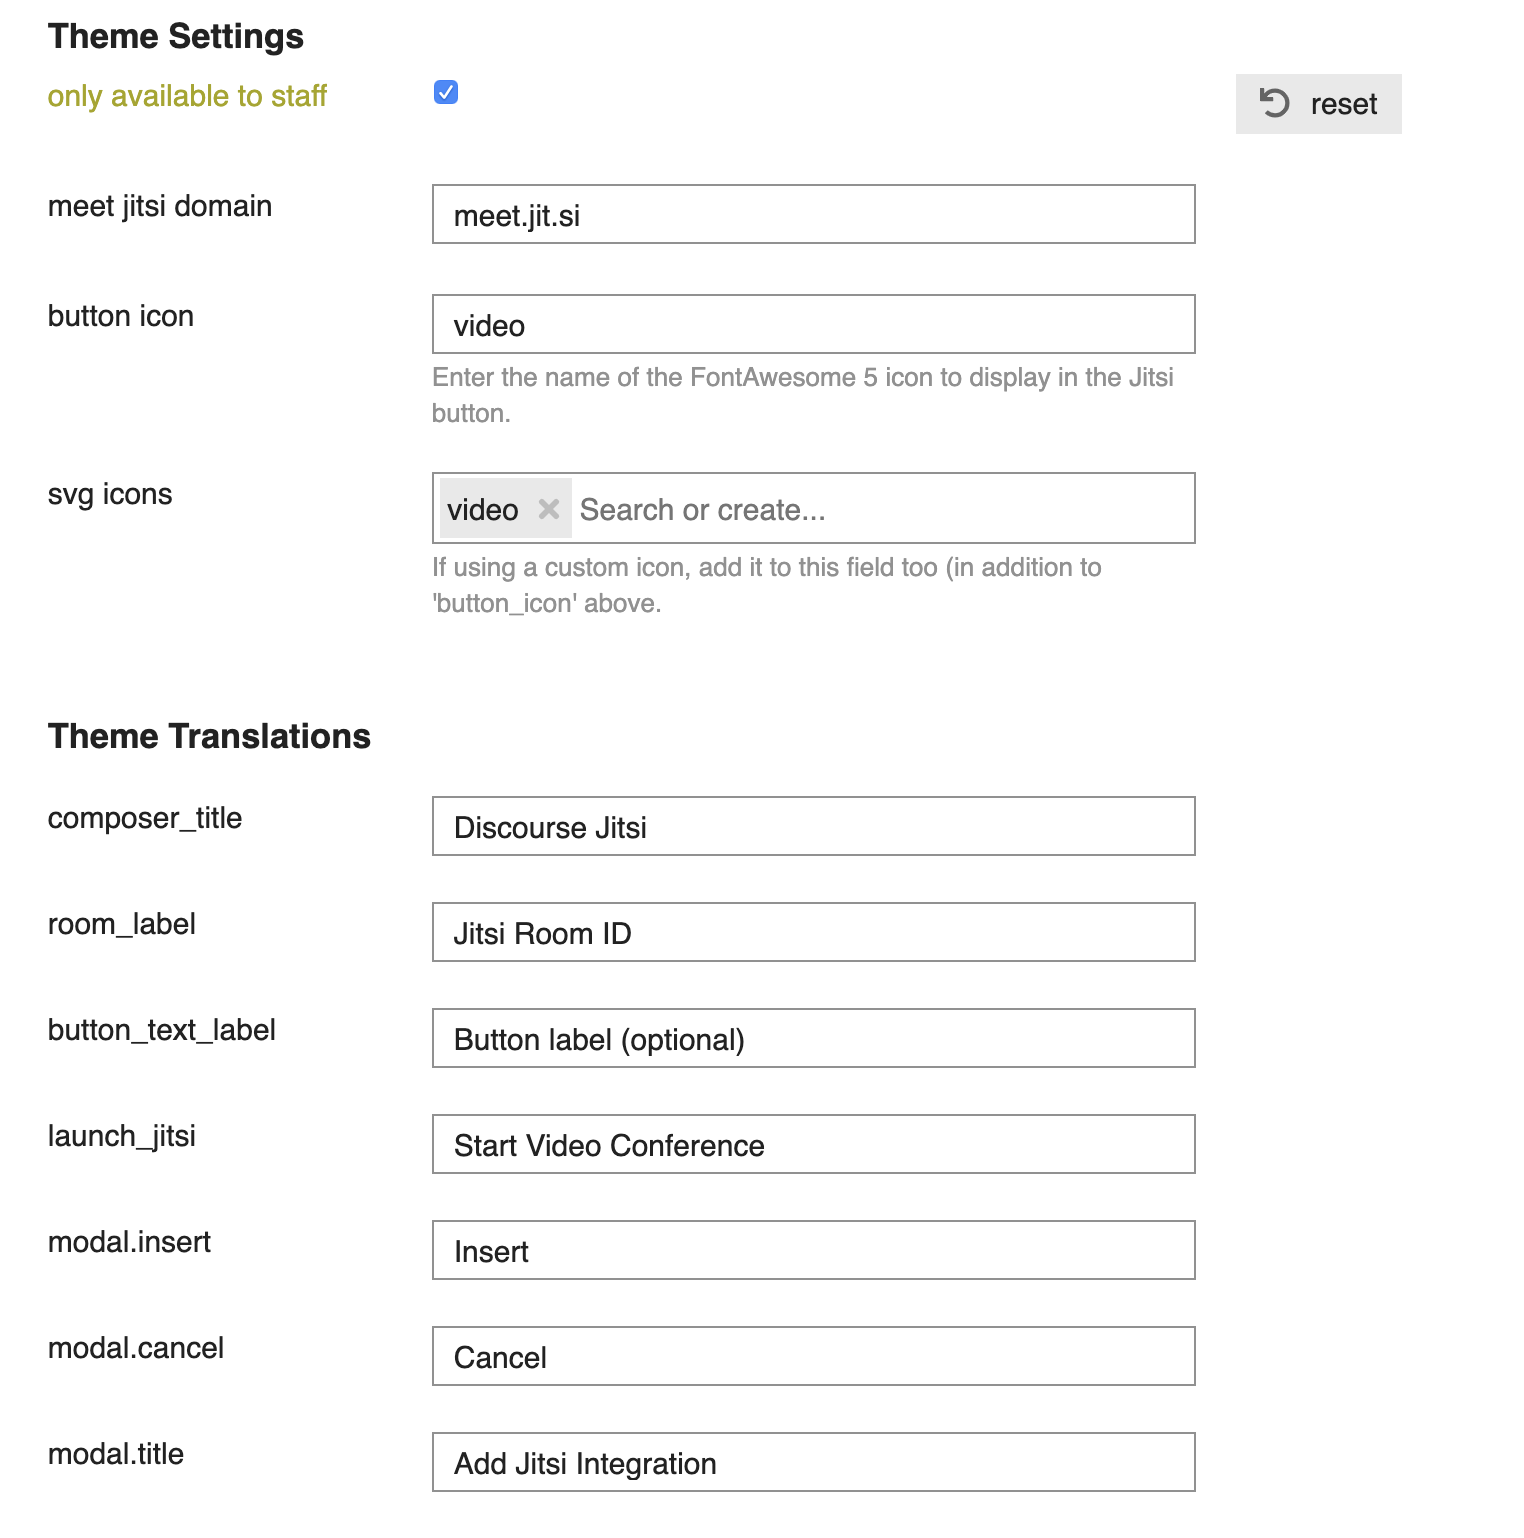 Theme Settings
only available to staff
reset
meet jitsi domain
meet.jit.si
button icon
video
Enter the name of the FontAwesome 5 icon to display in the Jitsi
button.
svg icons
video Search or create...
If using a custom icon, add it to this field too (in addition to
'button_icon' above.
Theme Translations
composer_title
Discourse Jitsi
room_label
Jitsi Room ID
button_text_label
Button label (optional)
launch_jitsi
Start Video Conference
modal.insert
Insert
modal.cancel
Cancel
modal.title
Add Jitsi Integration